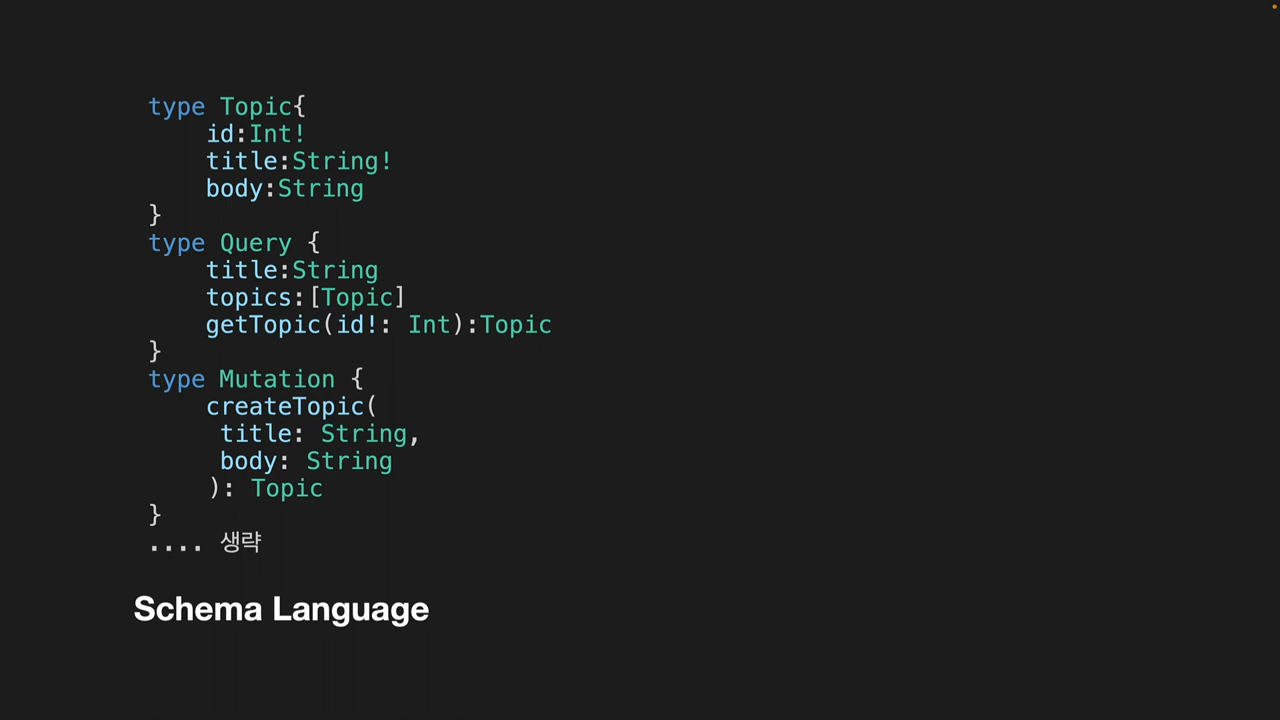 type Topic{
    id:Int!
    title:String!
    body:String
}
type Query {
    title:String
    topics:[Topic]
    getTopic(id!: Int):Topic
}
type Mutation {
    createTopic(
     title: String,
     body: String
    ): Topic
}
.... 생략
Schema Language